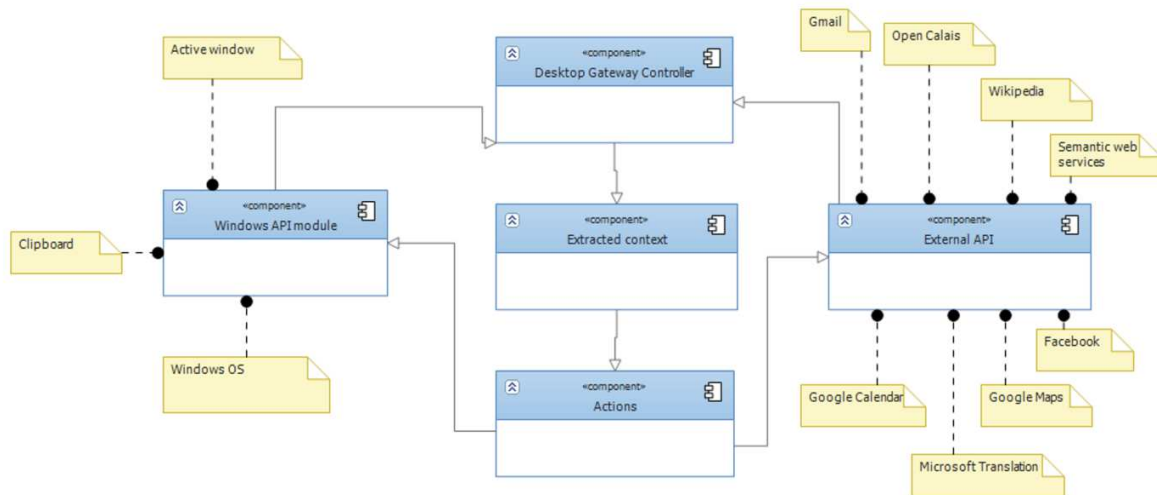 Gmail
Open Calais
Active window
«component»
Desktop Gateway Controller
Wikipedia
Semantic web
services
«component»
Windows API module
«component»
Extracted context
«component»
External API
Clipboard
Windows OS
Facebook
«component»
Actions
Google Calendar
Google Maps
Microsoft Translation